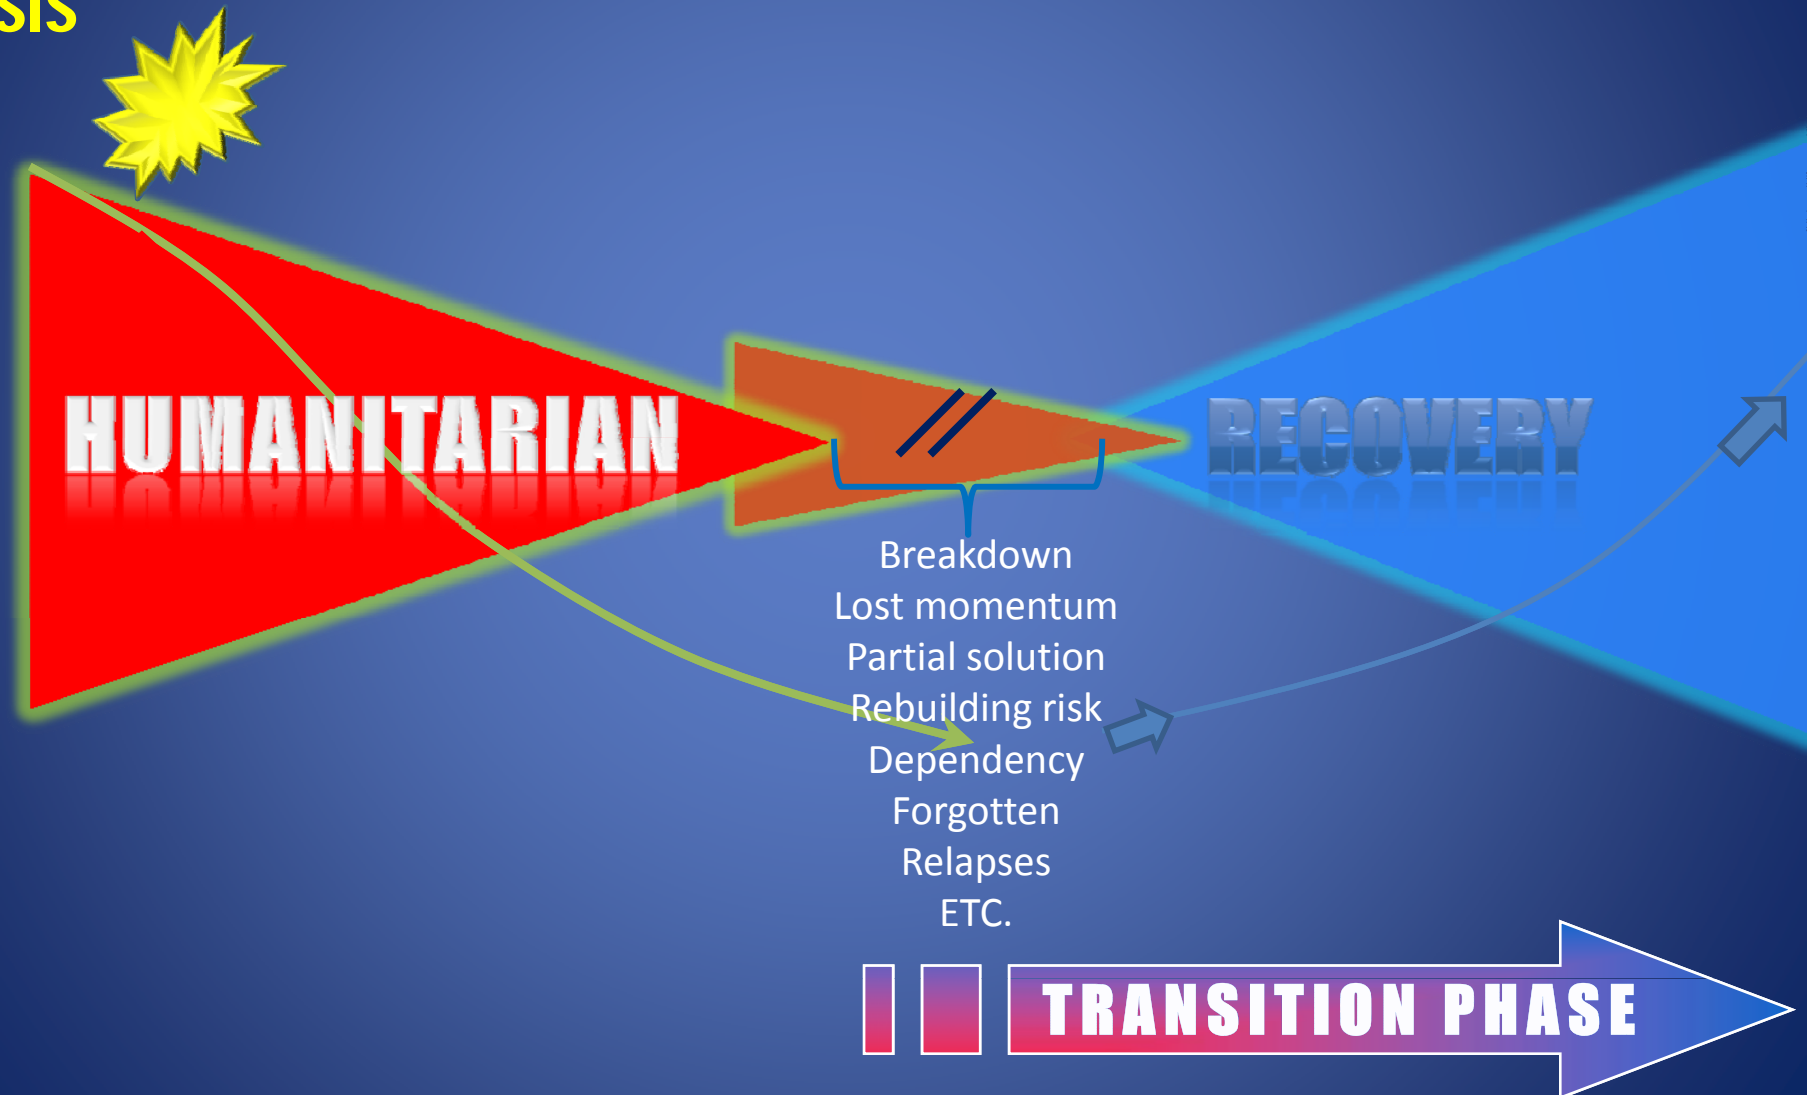 SIS
HUMANITARIAN
RECOVERY
Breakdown
Lost momentum
Partial solution
Rebuilding risk
Dependency
Forgotten
Relapses
ETC.
TRANSITION PHASE